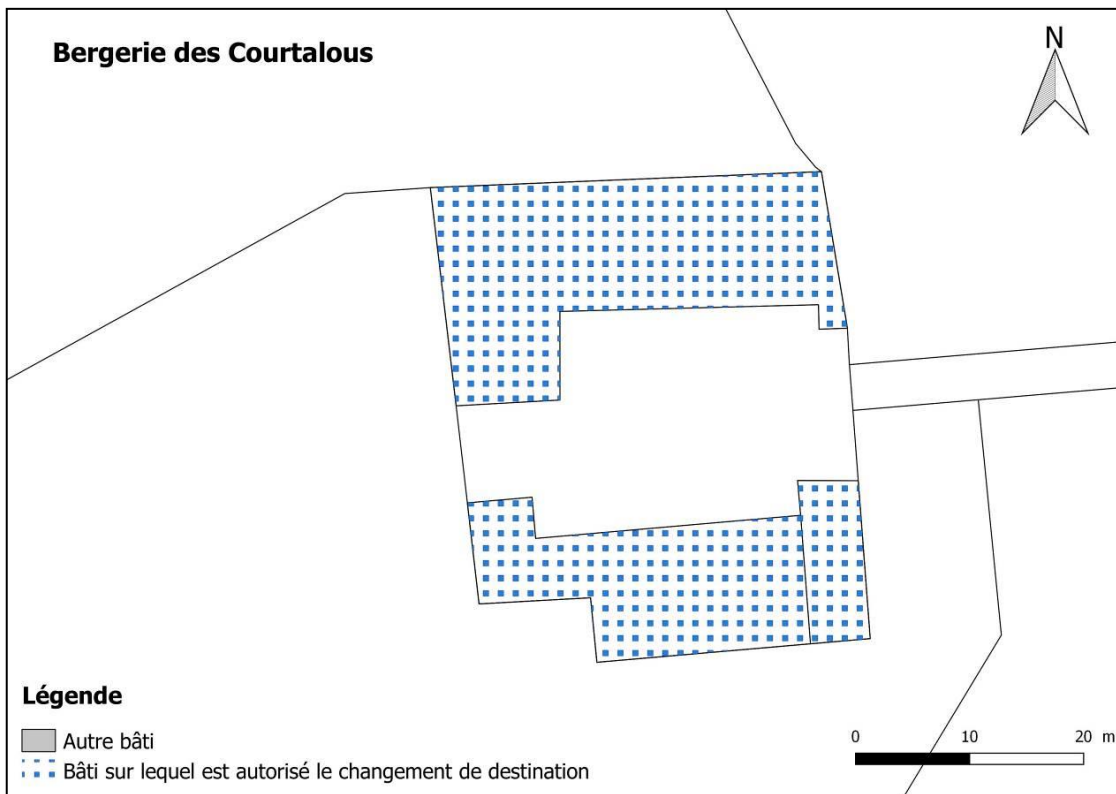 Bergerie des Courtalous
N
Légende
Autre bâti
Bâti sur lequel est autorisé le changement de destination
0 10 20 m